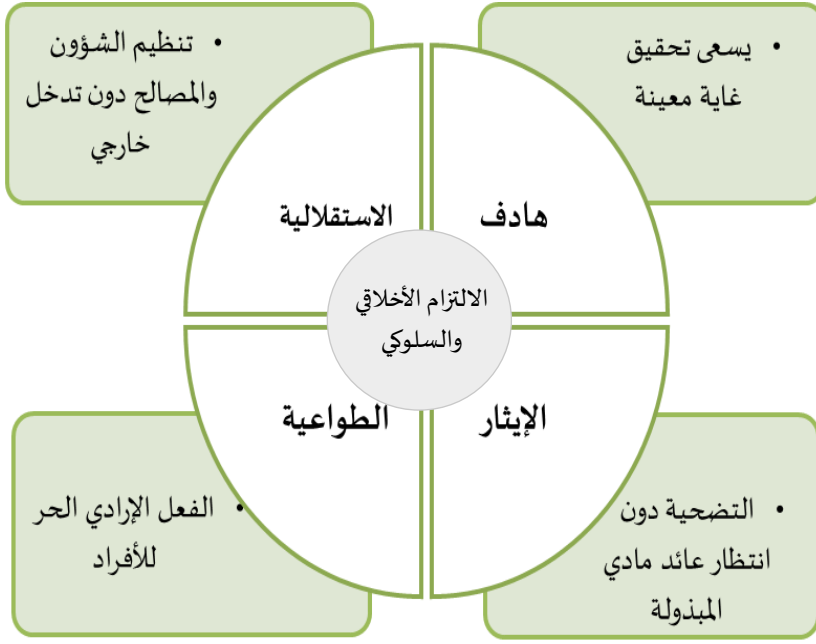 • يسعى تحقيق
غاية معينة
• تنظيم الشؤون
والمصالح دون تدخل
خارجي
هادف
الاستقلالية
الالتزام الأخلاقي
والسلوكي
الإيثار
الطواعية
• التضحية دون
انتظار عائد مادي
المبذولة
• الفعل الإرادي الحر
للأفراد